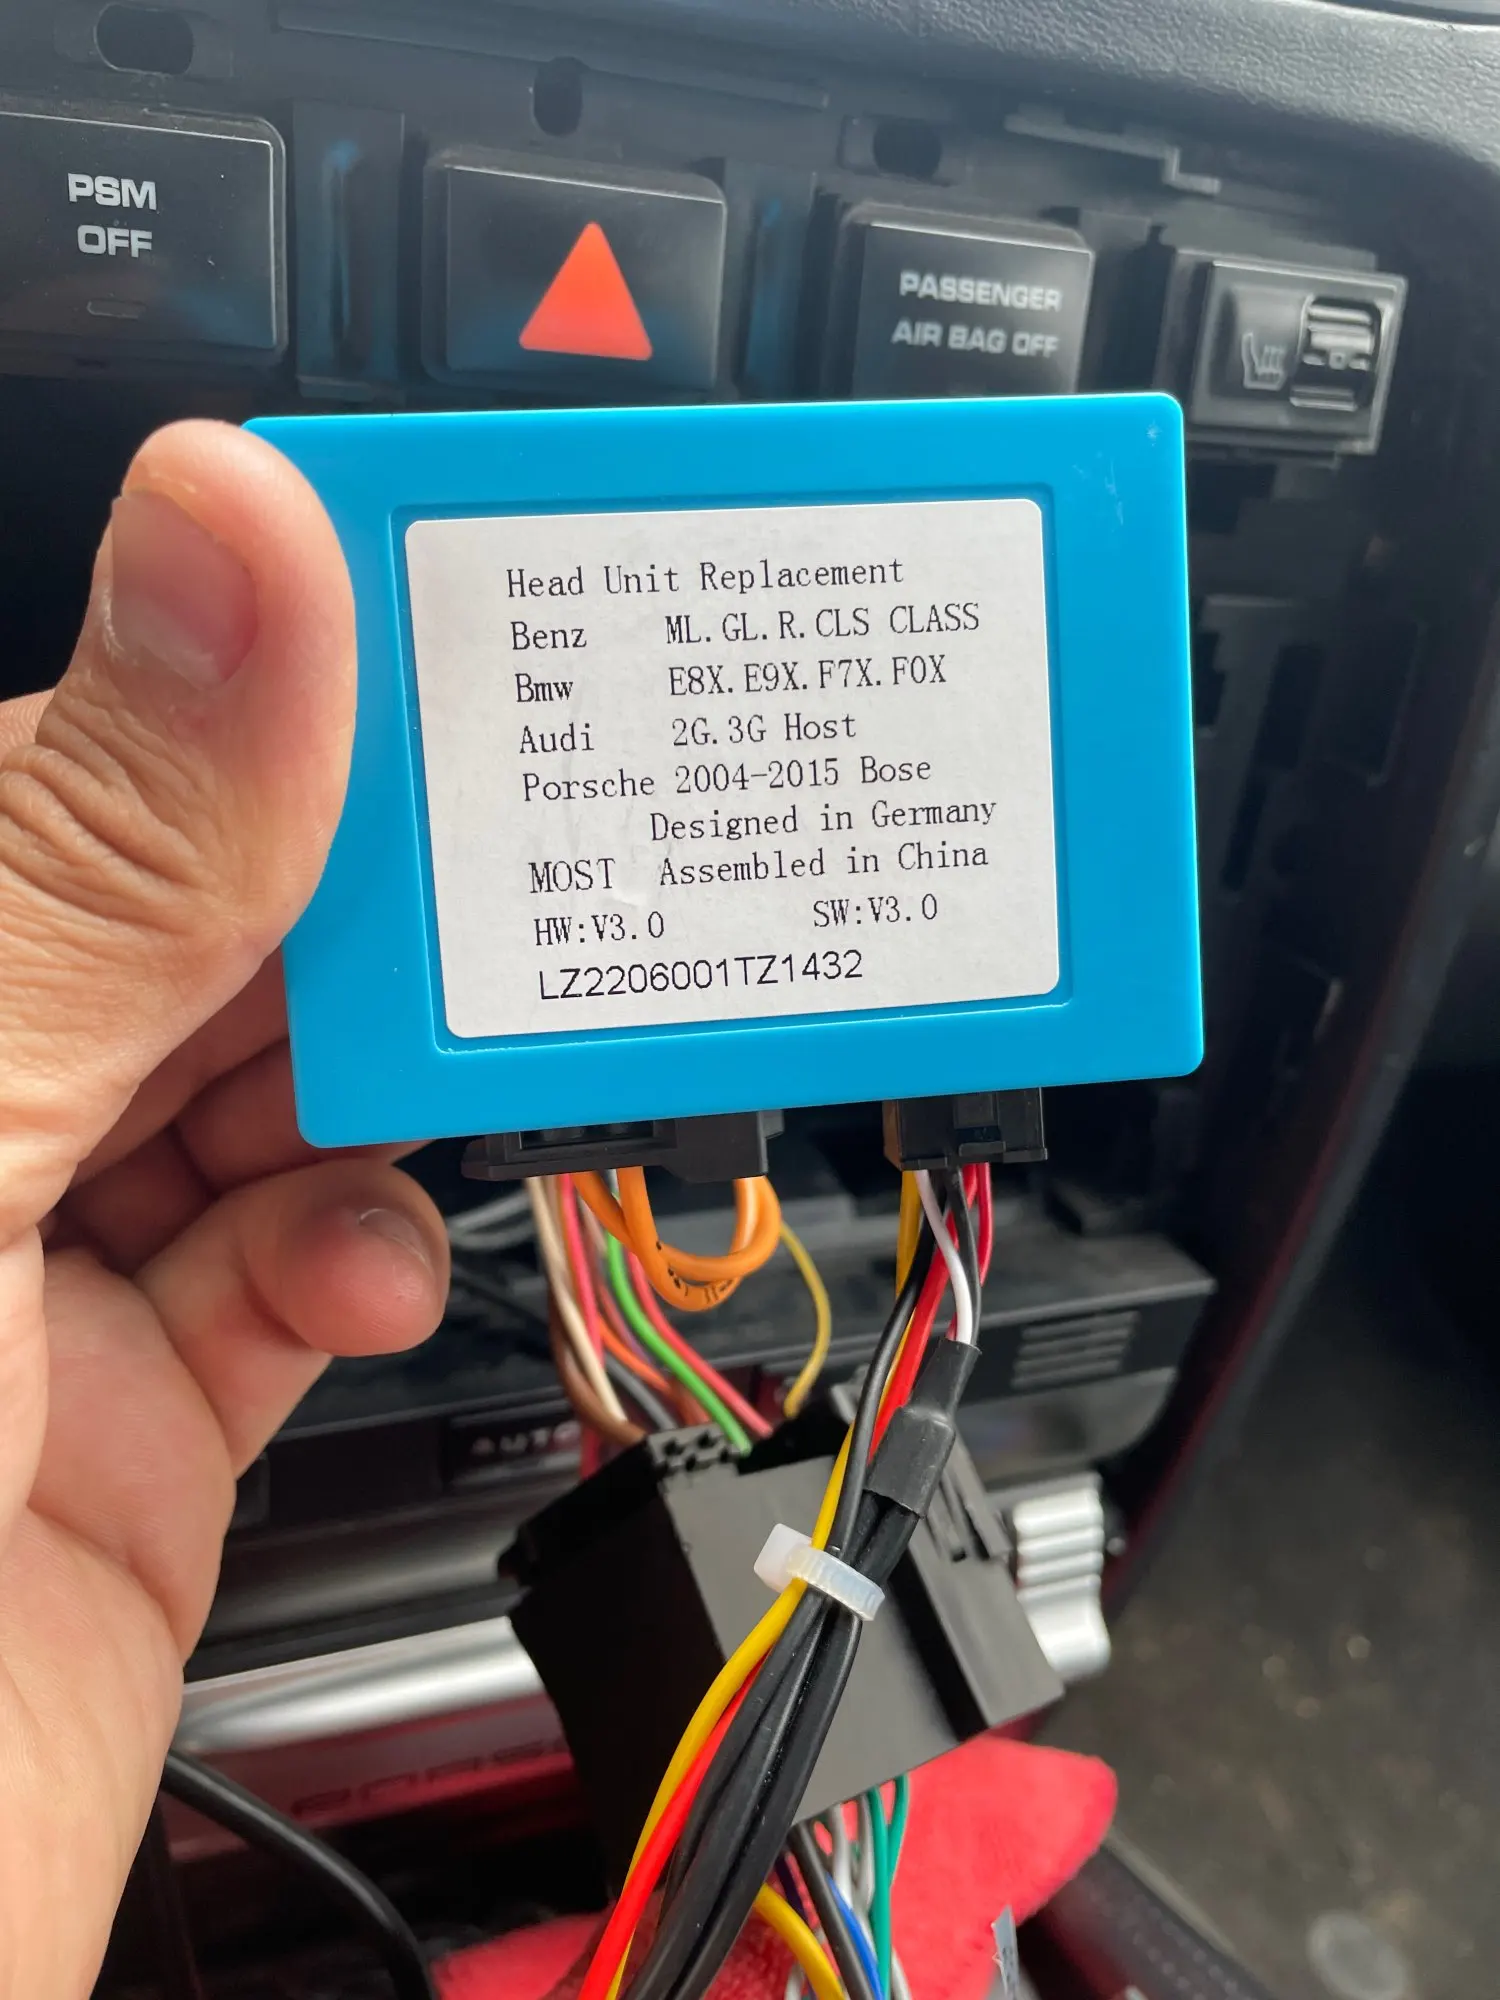 PSM
OFF
PASSENGER
AIR BAG OFF
Head Unit Replacement
Benz ML.GL.R.CLS CLASS
Bmw E8X.E9X.F7X.F0X
Audi 2G.3G Host
Porsche 2004-2015 Bose
Designed in Germany
MOST Assembled in China
HW:V3.0 SW:V3.0
LZ2206001TZ1432
AUTO